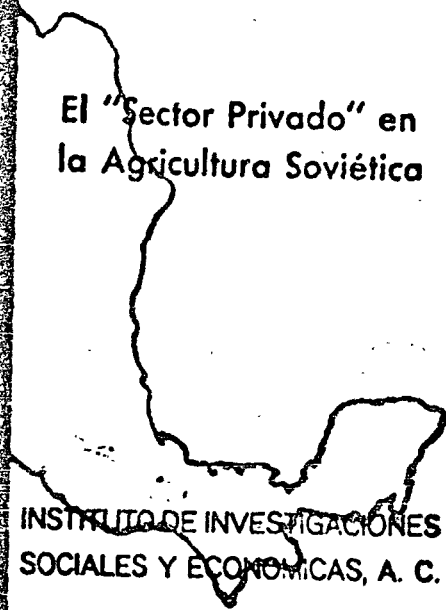 El "Sector Privado" en
la Agricultura Soviética
INSTITUTO DE INVESTIGACIONES
SOCIALES Y ECONOMICAS, A. C.